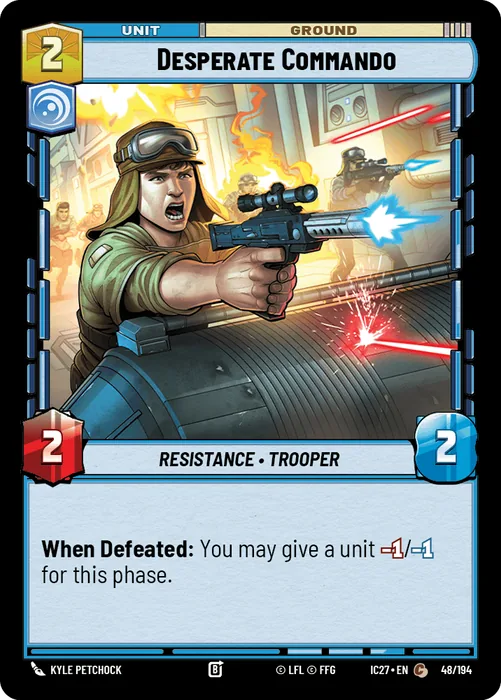 UNIT
GROUND
2
DESPERATE COMMANDO
2
2
RESISTANCE • TROOPER
When Defeated: You may give a unit -1/-1
for this phase.
KYLE PETCHOCK
© LFL © FFG
IC27 • EN
C
48/194